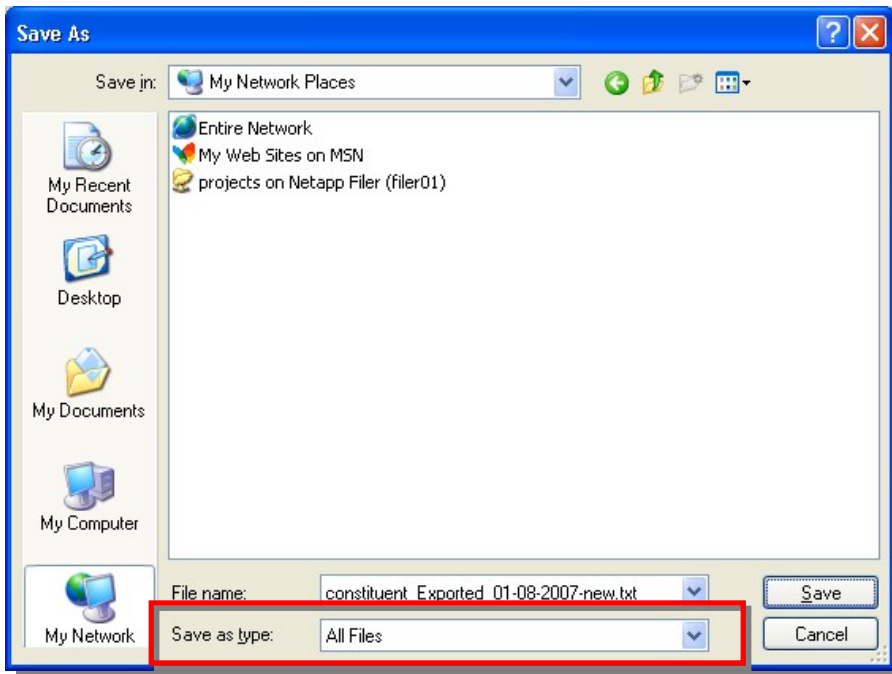 Save As
Save in:
My Network Places
Entire Network
My Web Sites on MSN
projects on Netapp Filer (filer01)
My Recent
Documents
Desktop
My Documents
My Computer
My Network
File name:
constituent_Exported_01-08-2007-new.txt
Save
Save as type:
All Files
Cancel